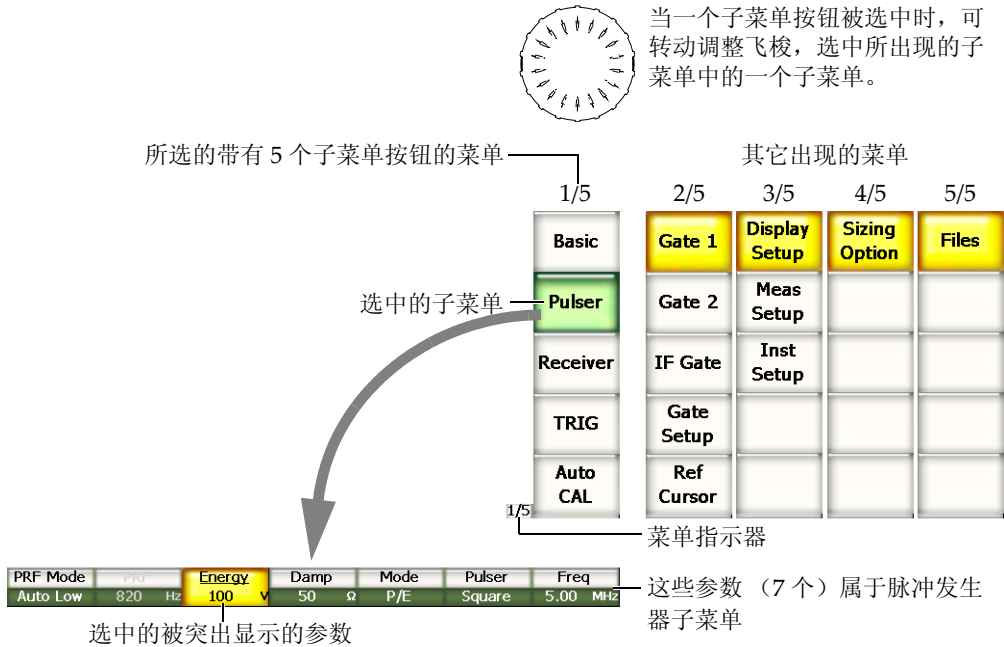 当一个子菜单按钮被选中时，可
转动调整飞梭，选中所出现的子
菜单中的一个子菜单。
所选的带有 5 个子菜单按钮的菜单
其它出现的菜单
1/5 2/5 3/5 4/5 5/5
Basic Gate 1 Display Setup Sizing Option Files
选中的子菜单
Pulser Gate 2 Meas Setup
Receiver IF Gate Inst Setup
TRIG Gate Setup
Auto CAL Ref Cursor
1/5
菜单指示器
PRF Mode PRF Energy Damp Mode Pulser Freq
Auto Low 820 Hz 100 V 50 Ω P/E Square 5.00 MHz
这些参数 （7 个）属于脉冲发生
器子菜单
选中的被突出显示的参数